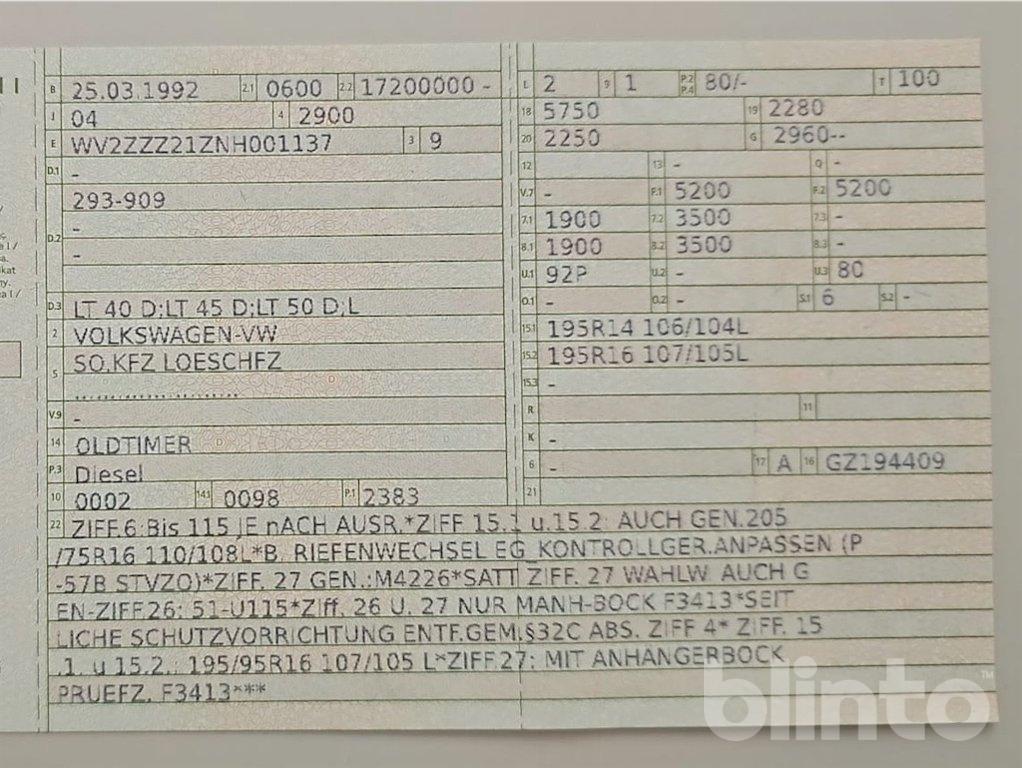 B 25.03.1992 2.1 0600 2.2 17200000 -
J 04 4 2900
E WV2ZZZ21ZNH001137 3 9
D.1 -
293-909
D.2 -
-
D.3 LT 40 D;LT 45 D;LT 50 D;L
2 VOLKSWAGEN-VW
5 SO.KFZ LOESCHFZ
V.9 -
14 OLDTIMER
P.3 Diesel
10 0002 14.1 0098 P.1 2383
L 2 9 1 P.2 P.4 80/- T 100
18 5750 19 2280
20 2250 G 2960--
12 13 - Q -
V.7 - F.1 5200 F.2 5200
7.1 1900 7.2 3500 7.3 -
8.1 1900 8.2 3500 8.3 -
U.1 92P U.2 - U.3 80
O.1 - O.2 - S.1 6 S.2 -
15.1 195R14 106/104L
15.2 195R16 107/105L
15.3 -
R 11
K -
6 - 17 A 16 GZ194409
21
22 ZIFF.6:Bis 115 JE nACH AUSR.*ZIFF 15.1 u.15.2: AUCH GEN.205
/75R16 110/108L*B. RIEFENWECHSEL EG KONTROLLGER.ANPASSEN (P
-57B STVZO)*ZIFF. 27 GEN.:M4226*SATT ZIFF. 27 WAHLW. AUCH G
EN-ZIFF.26: 51-U115*Ziff. 26 U. 27 NUR MANH-BOCK F3413*SEIT
LICHE SCHUTZVORRICHTUNG ENTF.GEM.§32C ABS. ZIFF 4* ZIFF. 15
.1. u 15.2.: 195/95R16 107/105 L*ZIFF.27: MIT ANHANGERBOCK
PRUEFZ. F3413***
blinto™